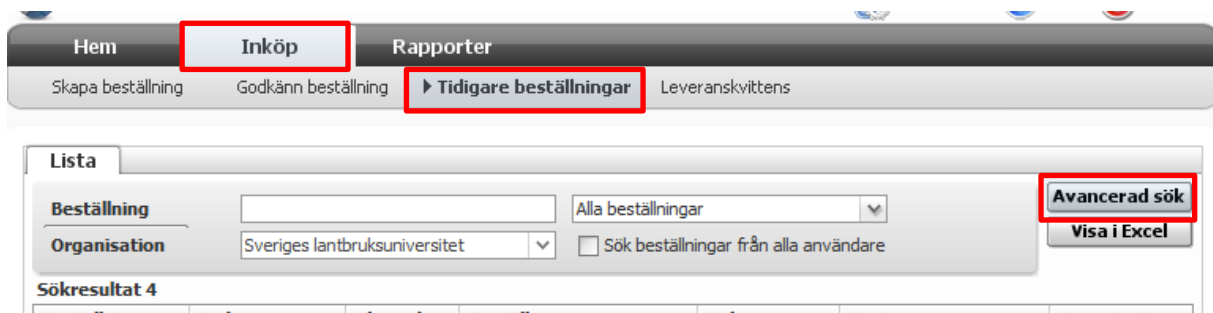 Hem Inköp Rapporter
Skapa beställning Godkänn beställning Tidigare beställningar Leveranskvittens
Lista
Beställning Alla beställningar Avancerad sök
Organisation Sveriges lantbruksuniversitet Sök beställningar från alla användare Visa i Excel
Sökresultat 4